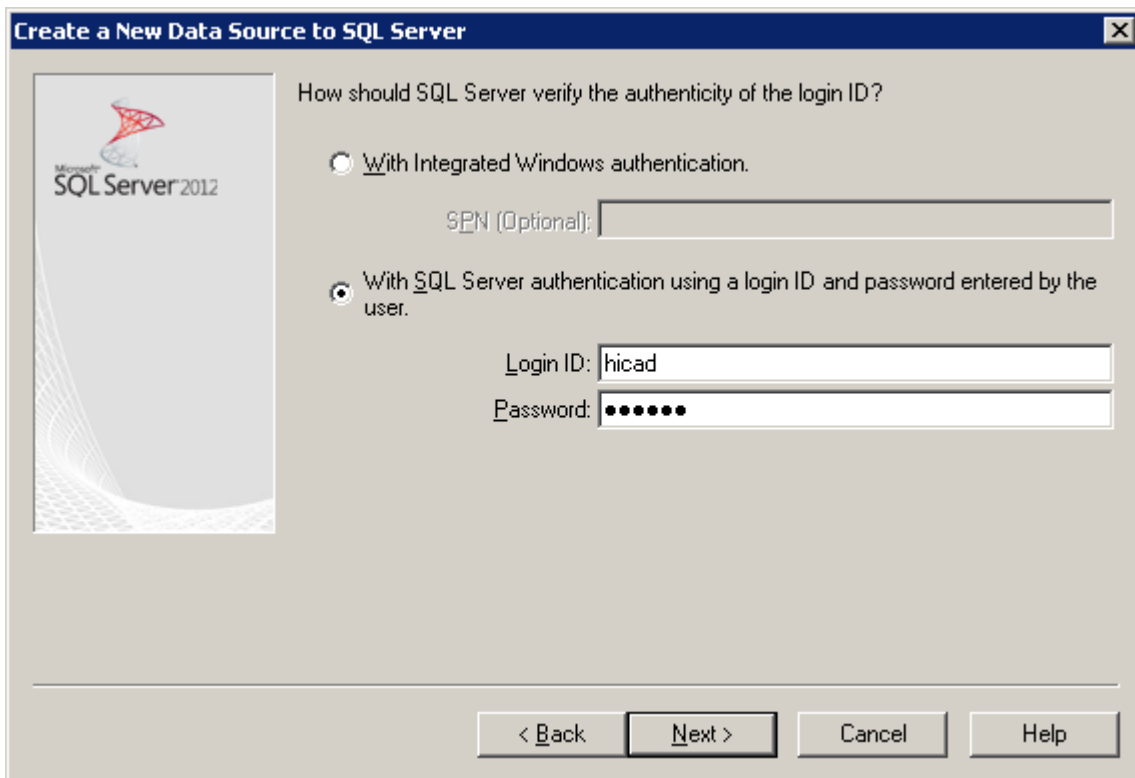 Create a New Data Source to SQL Server
Microsoft®
SQL Server 2012
How should SQL Server verify the authenticity of the login ID?
With Integrated Windows authentication.
SPN (Optional):
With SQL Server authentication using a login ID and password entered by the
user.
Login ID: hicad
Password: ●●●●●●
< Back
Next >
Cancel
Help